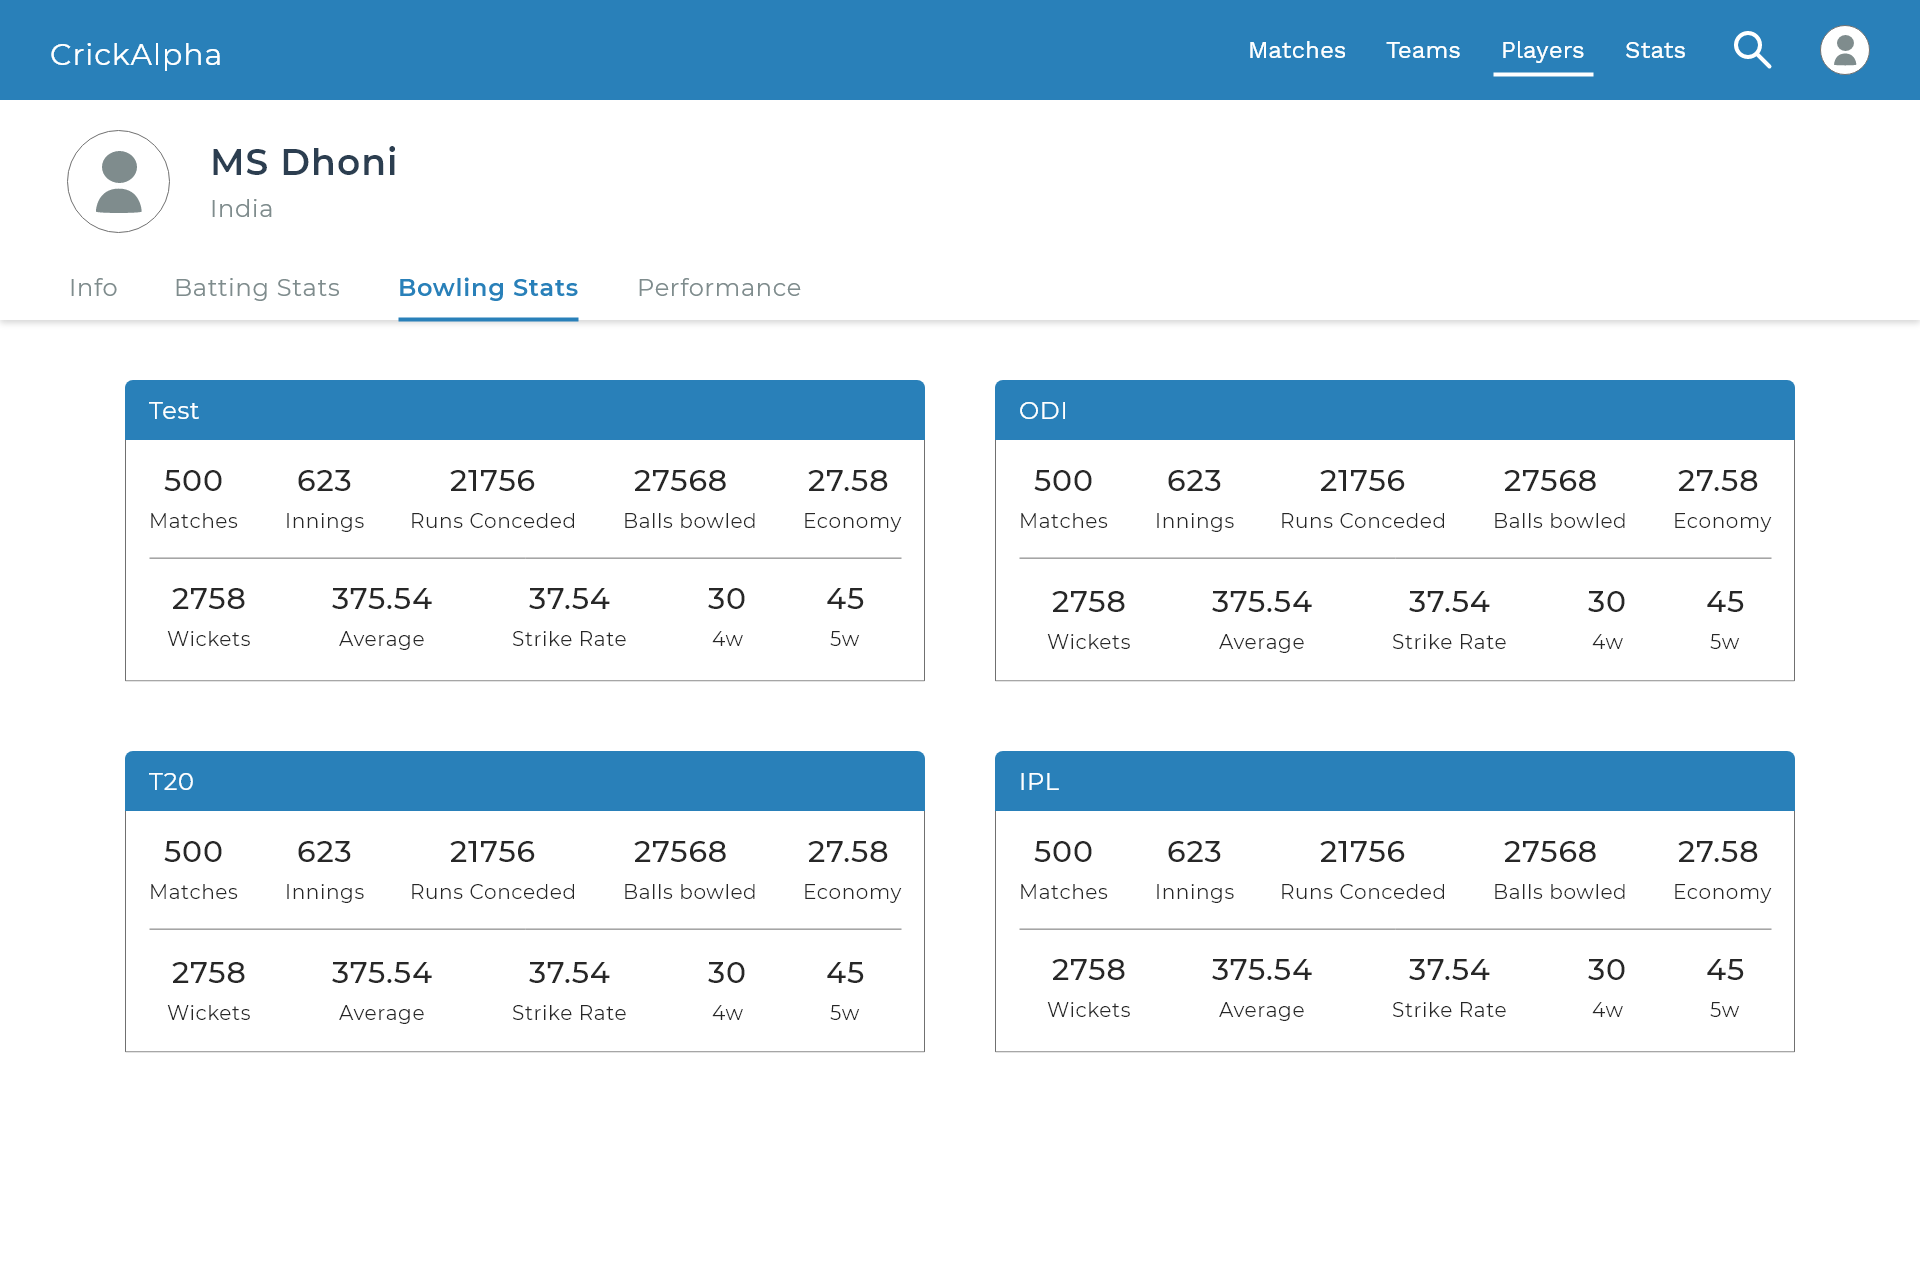 CrickAlpha
Matches Teams Players Stats
MS Dhoni
India
Info Batting Stats Bowling Stats Performance
Test
500 623 21756 27568 27.58
Matches Innings Runs Conceded Balls bowled Economy
2758 375.54 37.54 30 45
Wickets Average Strike Rate 4w 5w
ODI
500 623 21756 27568 27.58
Matches Innings Runs Conceded Balls bowled Economy
2758 375.54 37.54 30 45
Wickets Average Strike Rate 4w 5w
T20
500 623 21756 27568 27.58
Matches Innings Runs Conceded Balls bowled Economy
2758 375.54 37.54 30 45
Wickets Average Strike Rate 4w 5w
IPL
500 623 21756 27568 27.58
Matches Innings Runs Conceded Balls bowled Economy
2758 375.54 37.54 30 45
Wickets Average Strike Rate 4w 5w